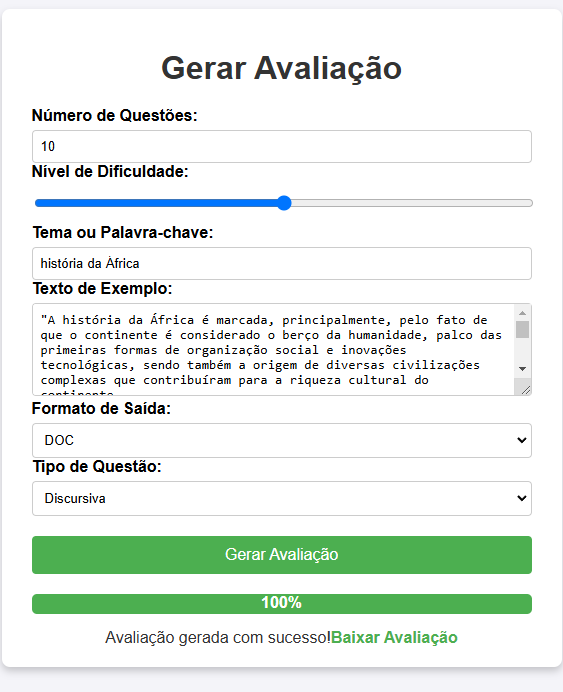 Gerar Avaliação
Número de Questões:
10
Nível de Dificuldade:
Tema ou Palavra-chave:
história da África
Texto de Exemplo:
"A história da África é marcada, principalmente, pelo fato de
que o continente é considerado o berço da humanidade, palco das
primeiras formas de organização social e inovações
tecnológicas, sendo também a origem de diversas civilizações
complexas que contribuíram para a riqueza cultural do
continente
Formato de Saída:
DOC
Tipo de Questão:
Discursiva
Gerar Avaliação
100%
Avaliação gerada com sucesso!Baixar Avaliação